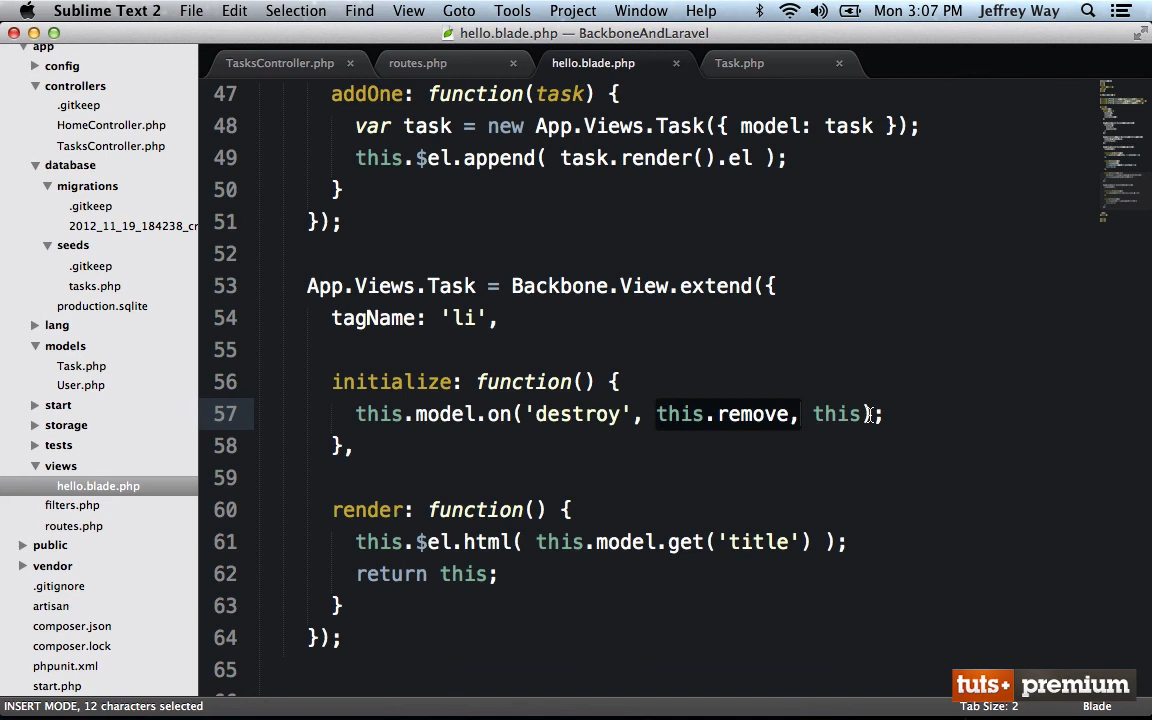 Sublime Text 2 File Edit Selection Find View Goto Tools Project Window Help Mon 3:07 PM Jeffrey Way
hello.blade.php — BackboneAndLaravel
TasksController.php × routes.php × hello.blade.php × Task.php ×
app
config
controllers
.gitkeep
HomeController.php
TasksController.php
database
migrations
.gitkeep
2012_11_19_184238_cr
seeds
.gitkeep
tasks.php
production.sqlite
lang
models
Task.php
User.php
start
storage
tests
views
hello.blade.php
filters.php
routes.php
public
vendor
.gitignore
artisan
composer.json
composer.lock
phpunit.xml
start.php
47 addOne: function(task) {
48 var task = new App.Views.Task({ model: task });
49 this.$el.append( task.render().el );
50 }
51 });
52
53 App.Views.Task = Backbone.View.extend({
54 tagName: 'li',
55
56 initialize: function() {
57 this.model.on('destroy', this.remove, this);
58 },
59
60 render: function() {
61 this.$el.html( this.model.get('title') );
62 return this;
63 }
64 });
65
tuts+ premium
INSERT MODE, 12 characters selected Tab Size: 2 Blade